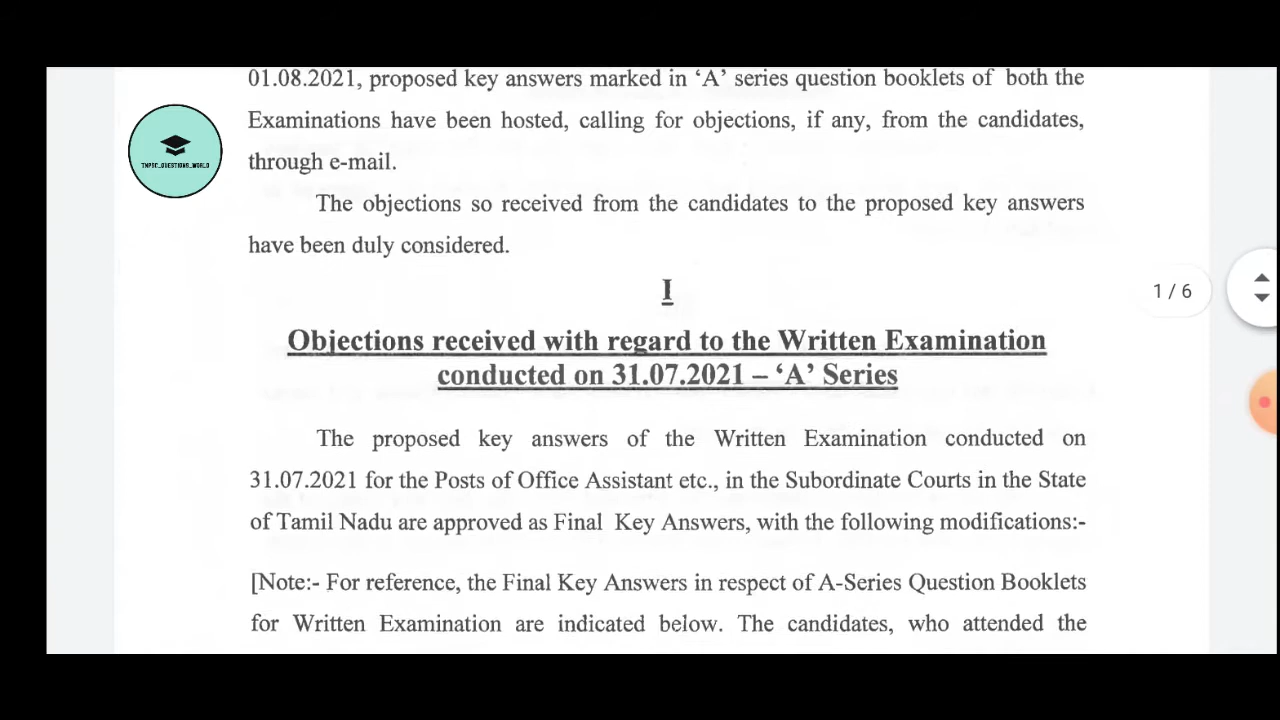 01.08.2021, proposed key answers marked in ‘A’ series question booklets of both the
Examinations have been hosted, calling for objections, if any, from the candidates,
through e-mail.
TNPSC_QUESTIONS_WORLD
The objections so received from the candidates to the proposed key answers
have been duly considered.
I
1 / 6
Objections received with regard to the Written Examination
conducted on 31.07.2021 – ‘A’ Series
The proposed key answers of the Written Examination conducted on
31.07.2021 for the Posts of Office Assistant etc., in the Subordinate Courts in the State
of Tamil Nadu are approved as Final Key Answers, with the following modifications:-
[Note:- For reference, the Final Key Answers in respect of A-Series Question Booklets
for Written Examination are indicated below. The candidates, who attended the